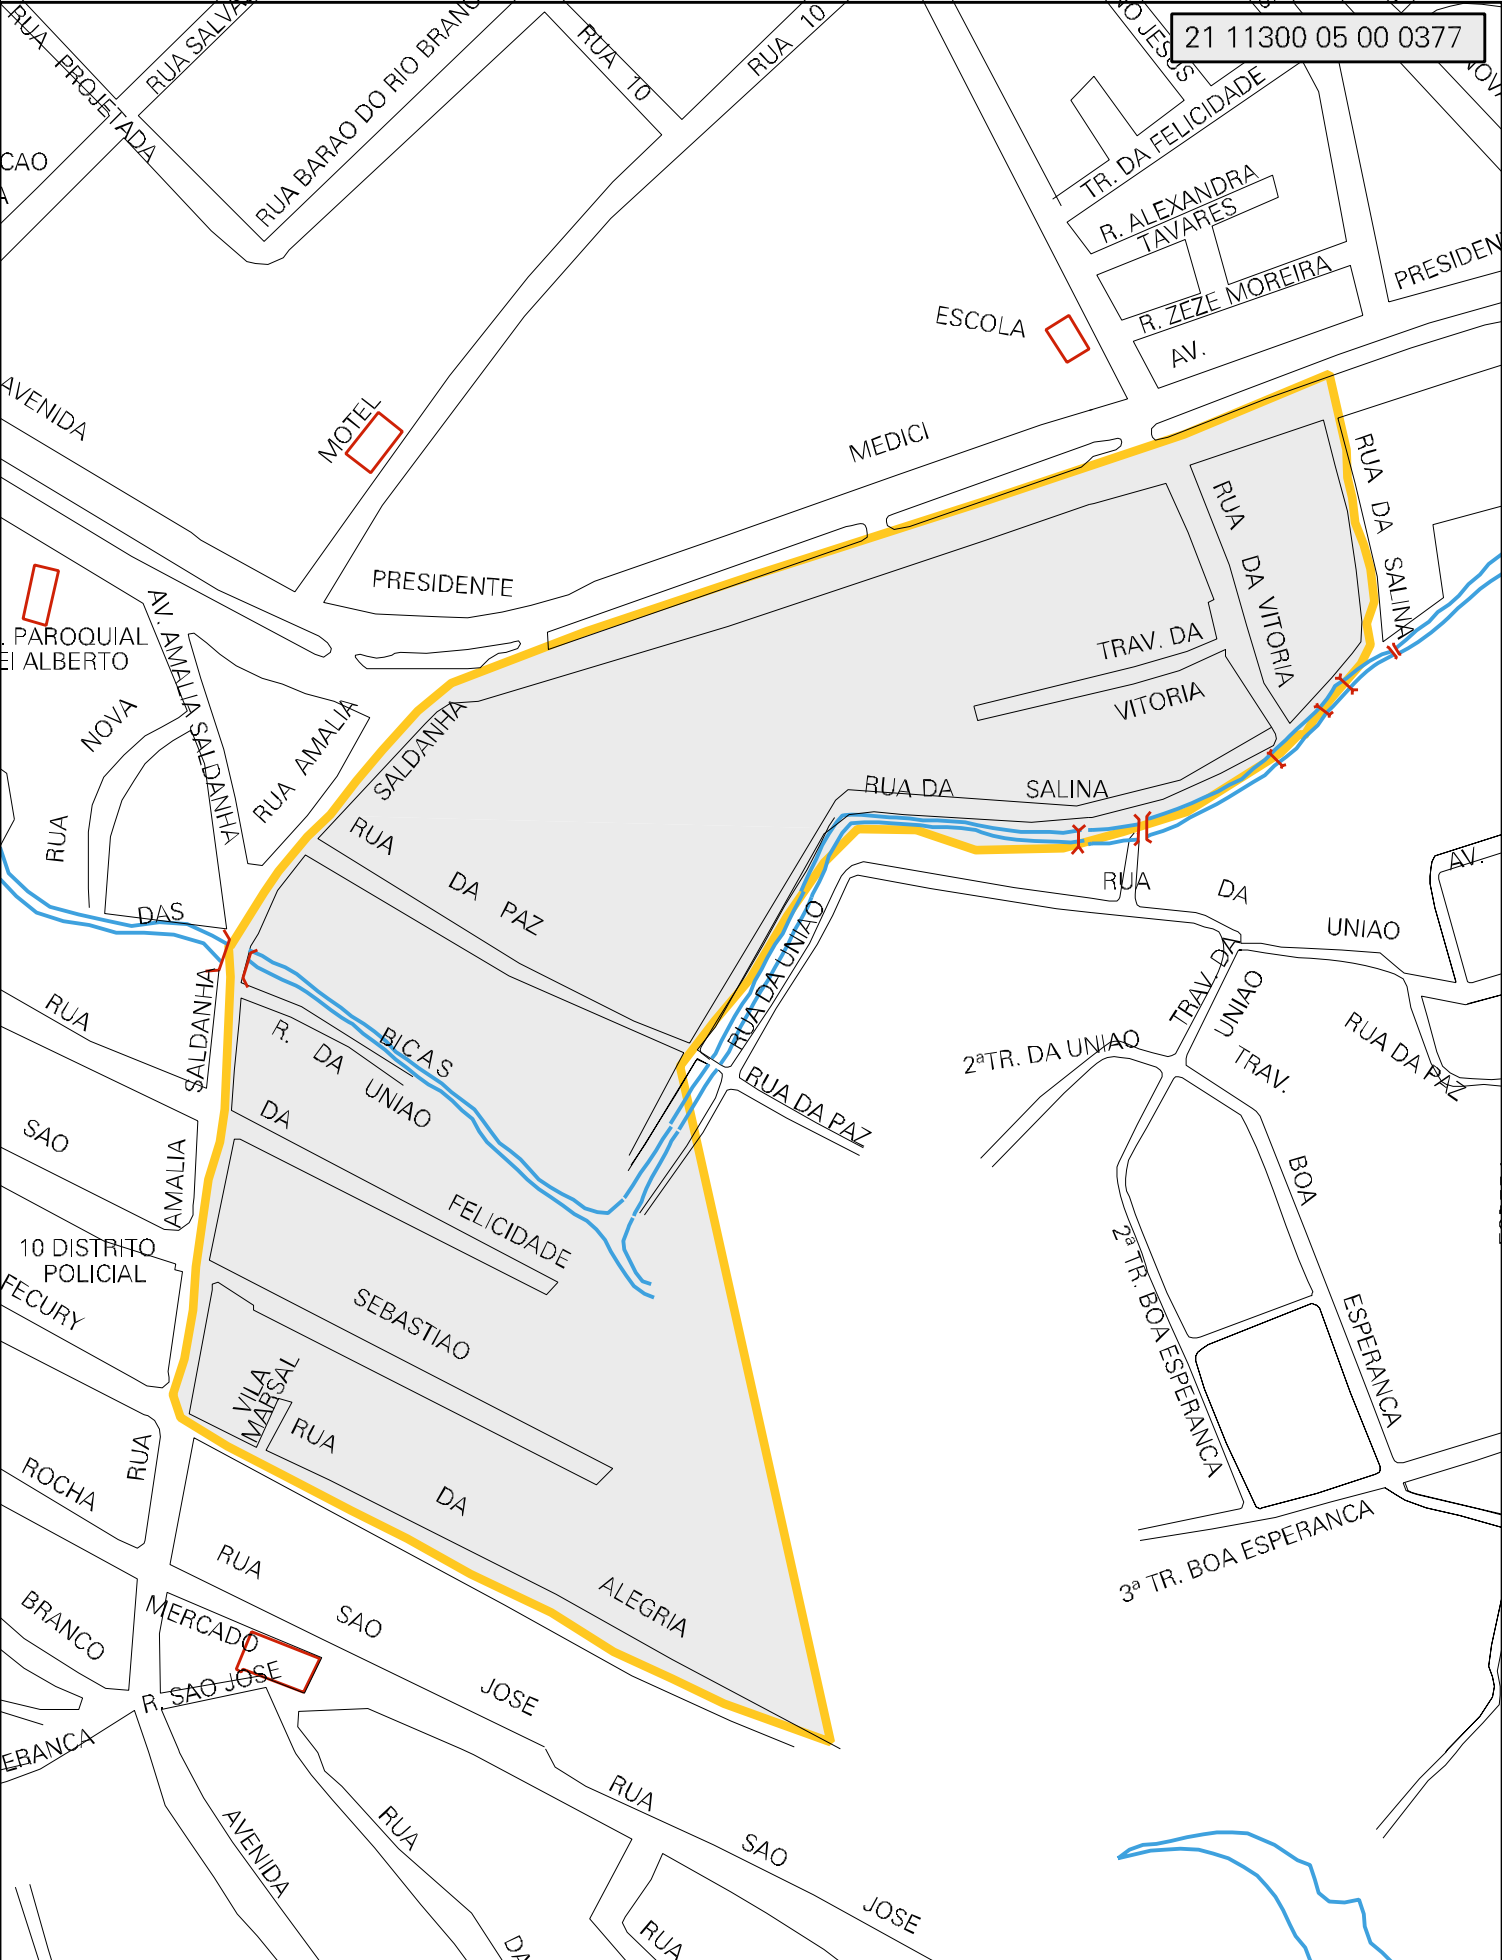 21 11300 05 00 0377
RUA PROJETADA
RUA BARAO DO RIO BRANCO
RUA 10
RUA 10
TR. DA FELICIDADE
R. ALEXANDRA
TAVARES
R. ZEZE MOREIRA
AV.
ESCOLA
MOTEL
AVENIDA
MEDICI
PRESIDENTE
RUA DA SALINA
RUA DA VITORIA
TRAV. DA
VITORIA
PAROQUIAL
EI ALBERTO
AV. AMALIA SALDANHA
NOVA
RUA
RUA AMALIA
SALDANHA
RUA DA SALINA
RUA
DA PAZ
DAS
BICAS
RUA DA UNIAO
RUA
DA
UNIAO
AV.
TRAV. DA
UNIAO
2ªTR. DA UNIAO
TRAV.
BOA
ESPERANCA
RUA DA PAZ
RUA DA PAZ
RUA
SALDANHA
R. DA UNIAO
SAO
AMALIA
DA
FELICIDADE
10 DISTRITO
POLICIAL
FECURY
SEBASTIAO
2ª TR. BOA ESPERANCA
VILA
MARSAL
RUA
DA
ALEGRIA
RUA
ROCHA
3ª TR. BOA ESPERANCA
RUA
SAO
JOSE
BRANCO
MERCADO
R. SAO JOSE
ERANCA
AVENIDA
RUA
RUA
SAO
JOSE
RUA
DA